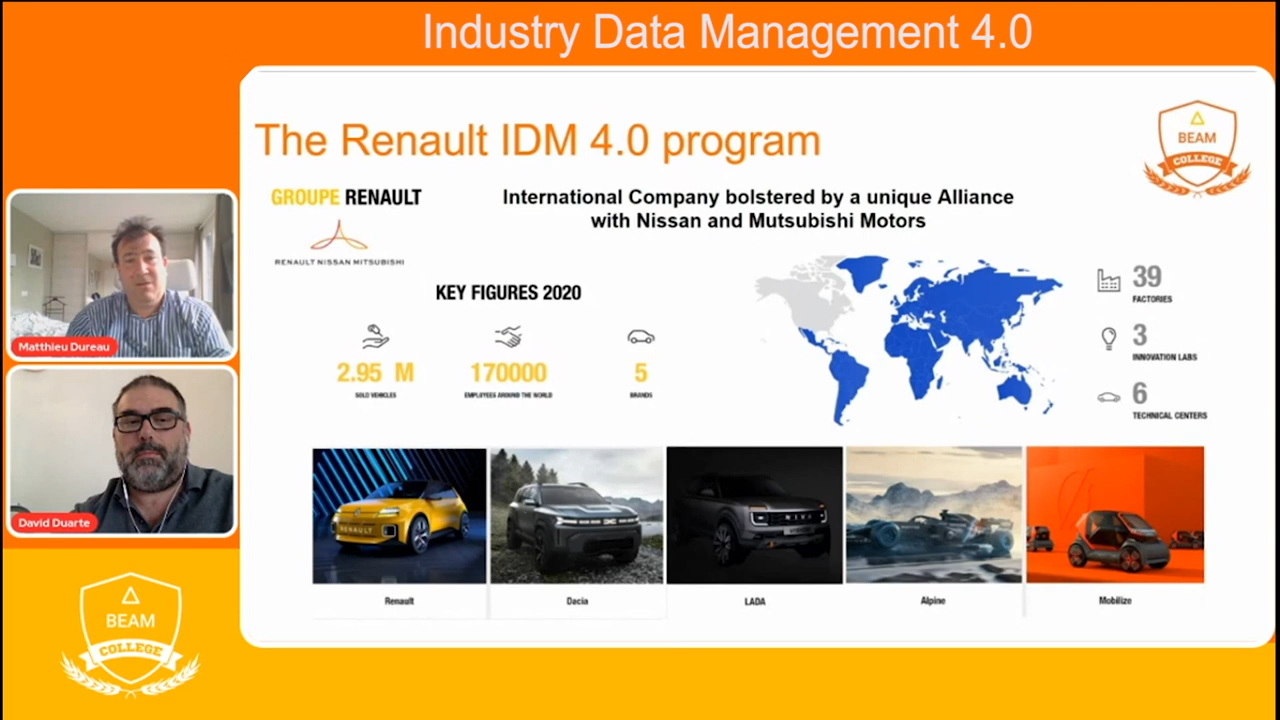 Industry Data Management 4.0
The Renault IDM 4.0 program
BEAM
COLLEGE
GROUPE RENAULT
RENAULT NISSAN MITSUBISHI
International Company bolstered by a unique Alliance
with Nissan and Mutsubishi Motors
KEY FIGURES 2020
2.95 M
SOLD VEHICLES
170000
EMPLOYEES AROUND THE WORLD
5
BRANDS
39
FACTORIES
3
INNOVATION LABS
6
TECHNICAL CENTERS
Matthieu Dureau
David Duarte
RENAULT
NIVA
Renault
Dacia
LADA
Alpine
Mobilize
BEAM
COLLEGE